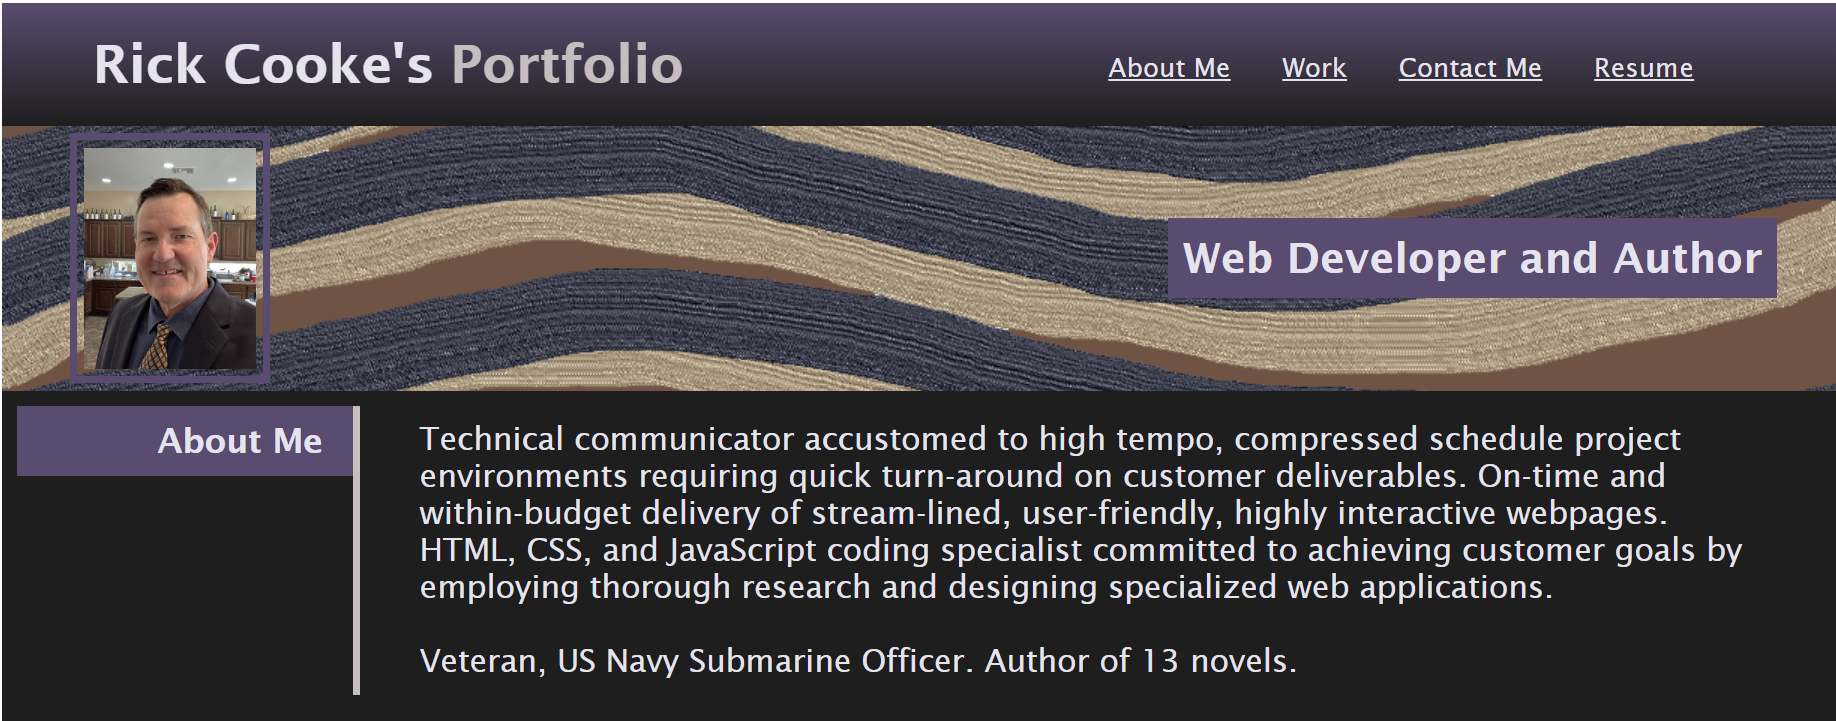 Rick Cooke's Portfolio
About Me Work Contact Me Resume
Web Developer and Author
About Me
Technical communicator accustomed to high tempo, compressed schedule project
environments requiring quick turn-around on customer deliverables. On-time and
within-budget delivery of stream-lined, user-friendly, highly interactive webpages.
HTML, CSS, and JavaScript coding specialist committed to achieving customer goals by
employing thorough research and designing specialized web applications.
Veteran, US Navy Submarine Officer. Author of 13 novels.